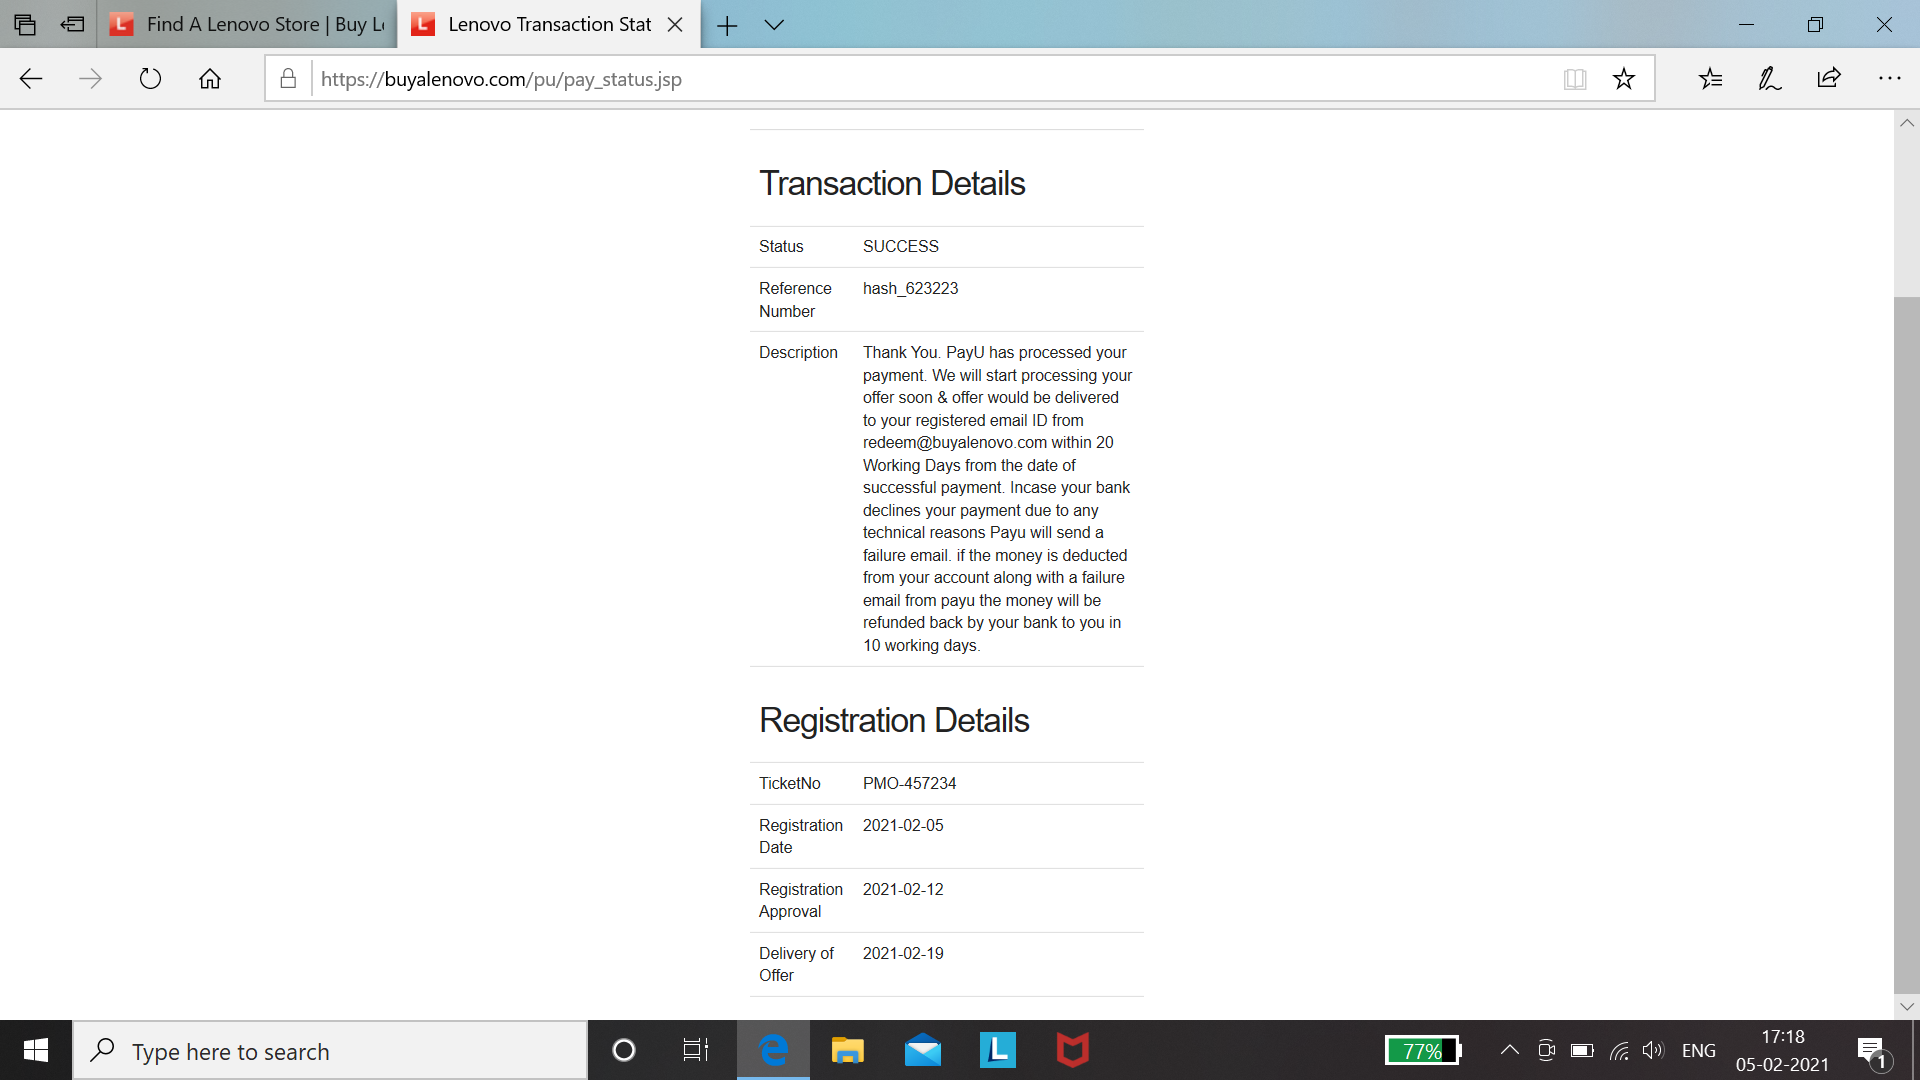 Find A Lenovo Store | Buy Le
Lenovo Transaction Stat
https://buyalenovo.com/pu/pay_status.jsp
Transaction Details
Status SUCCESS
Reference hash_623223
Number
Description Thank You. PayU has processed your
payment. We will start processing your
offer soon & offer would be delivered
to your registered email ID from
redeem@buyalenovo.com within 20
Working Days from the date of
successful payment. Incase your bank
declines your payment due to any
technical reasons Payu will send a
failure email. if the money is deducted
from your account along with a failure
email from payu the money will be
refunded back by your bank to you in
10 working days.
Registration Details
TicketNo PMO-457234
Registration 2021-02-05
Date
Registration 2021-02-12
Approval
Delivery of 2021-02-19
Offer
Type here to search
77%
ENG
17:18
05-02-2021
1